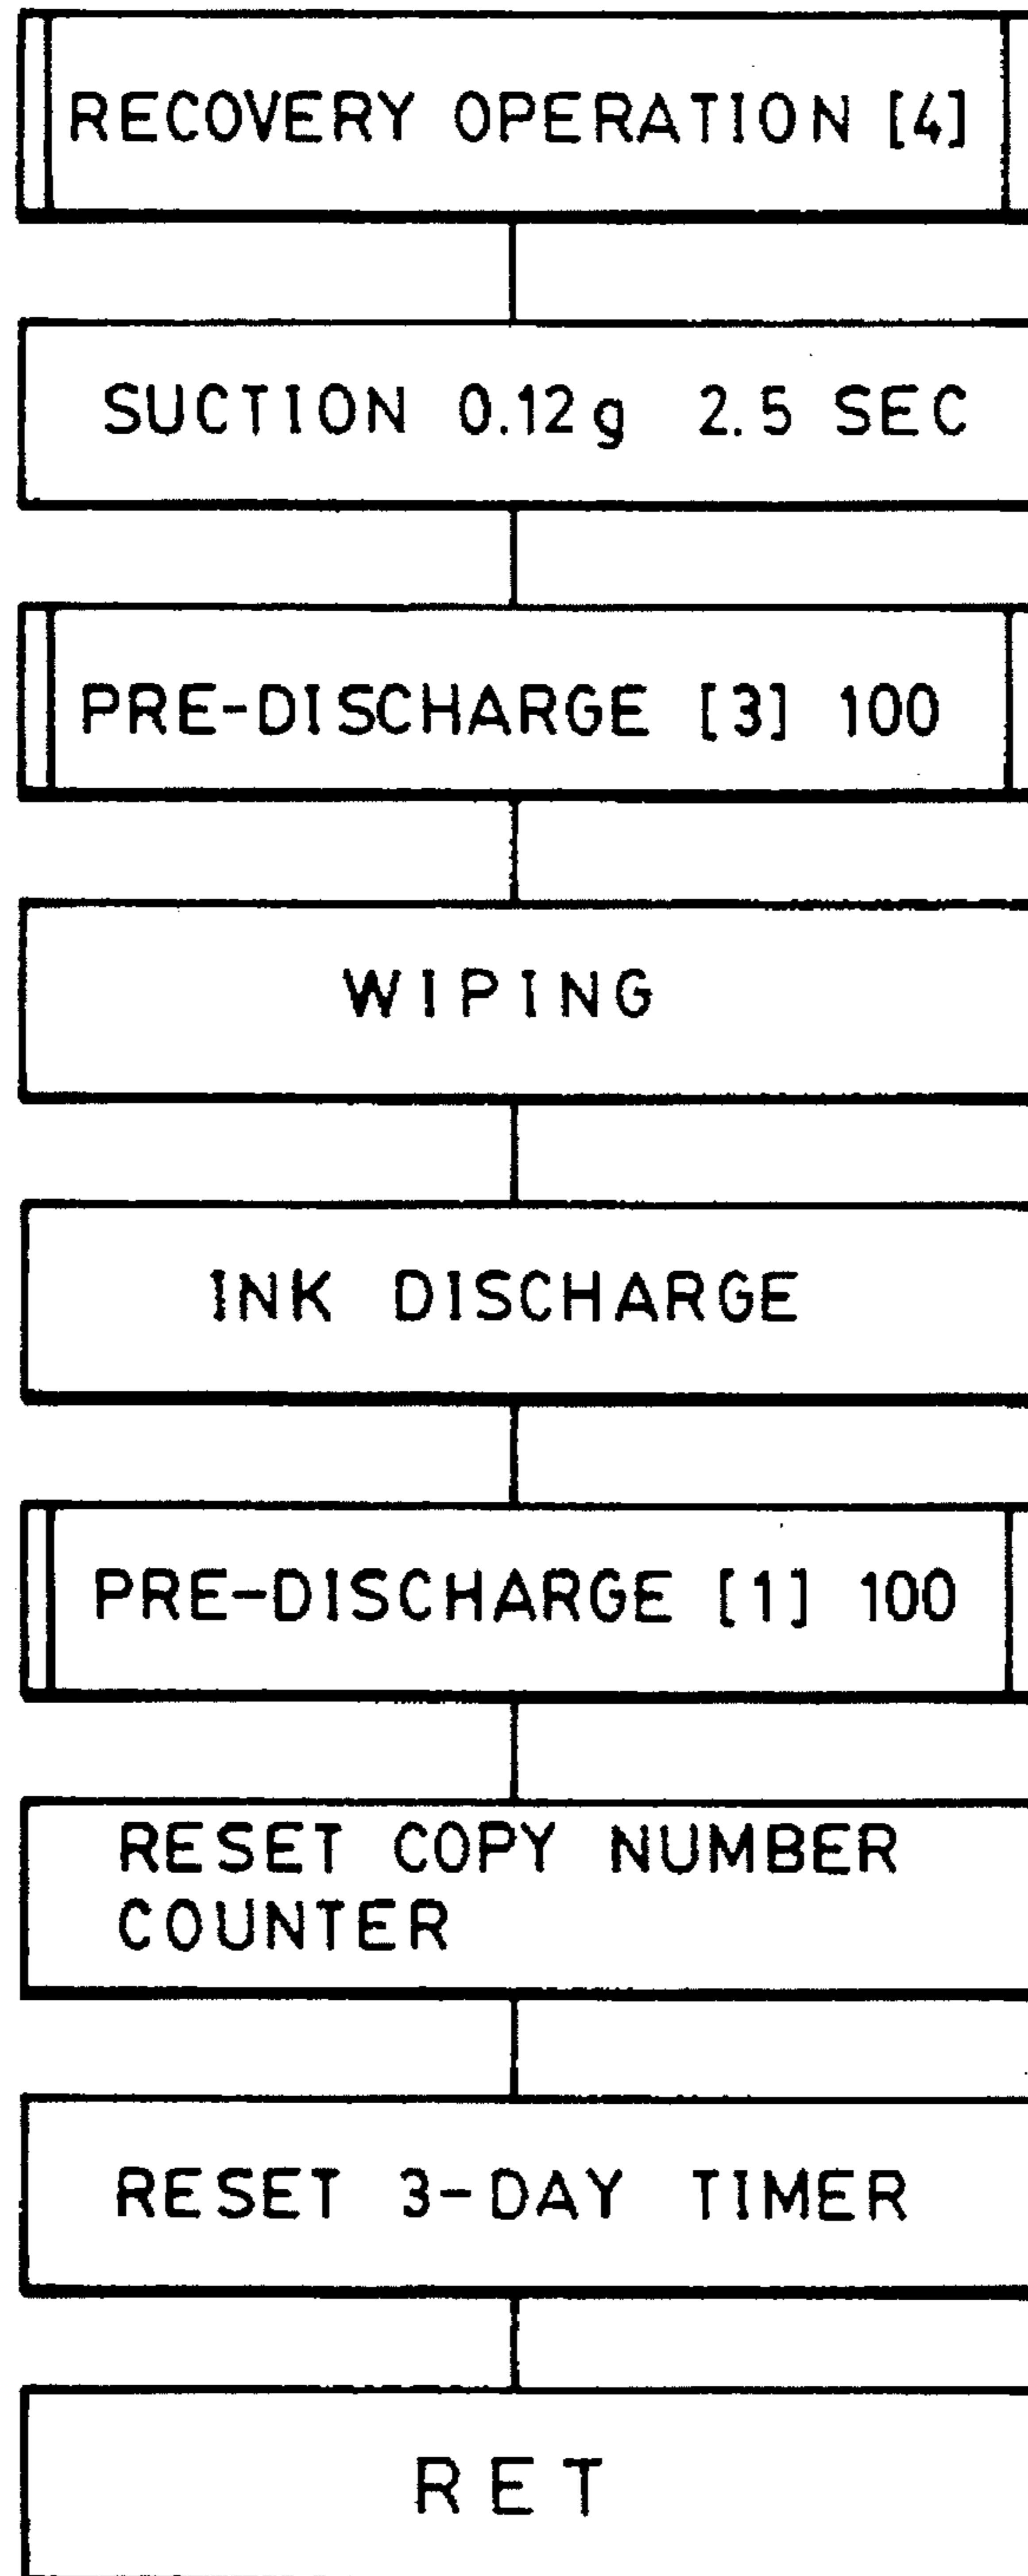 RECOVERY OPERATION [4]
SUCTION 0.12g 2.5 SEC
PRE-DISCHARGE [3] 100
WIPING
INK DISCHARGE
PRE-DISCHARGE [1] 100
RESET COPY NUMBER
COUNTER
RESET 3-DAY TIMER
RET